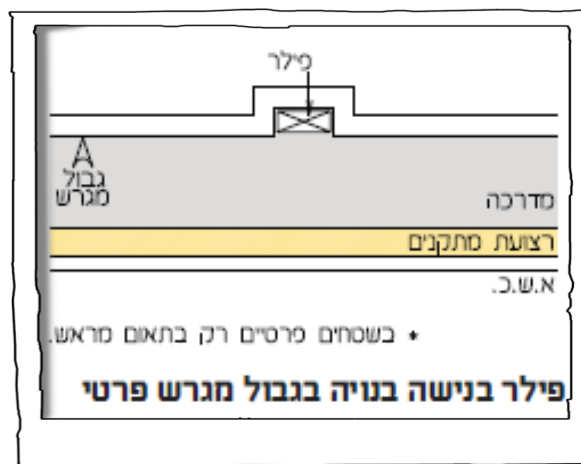 פילר
גבול
מגרש
מדרכה
רצועת מתקנים
א.ש.כ.
* בשטחים פרטיים רק בתאום מראש.
פילר בנישה בנויה בגבול מגרש פרטי